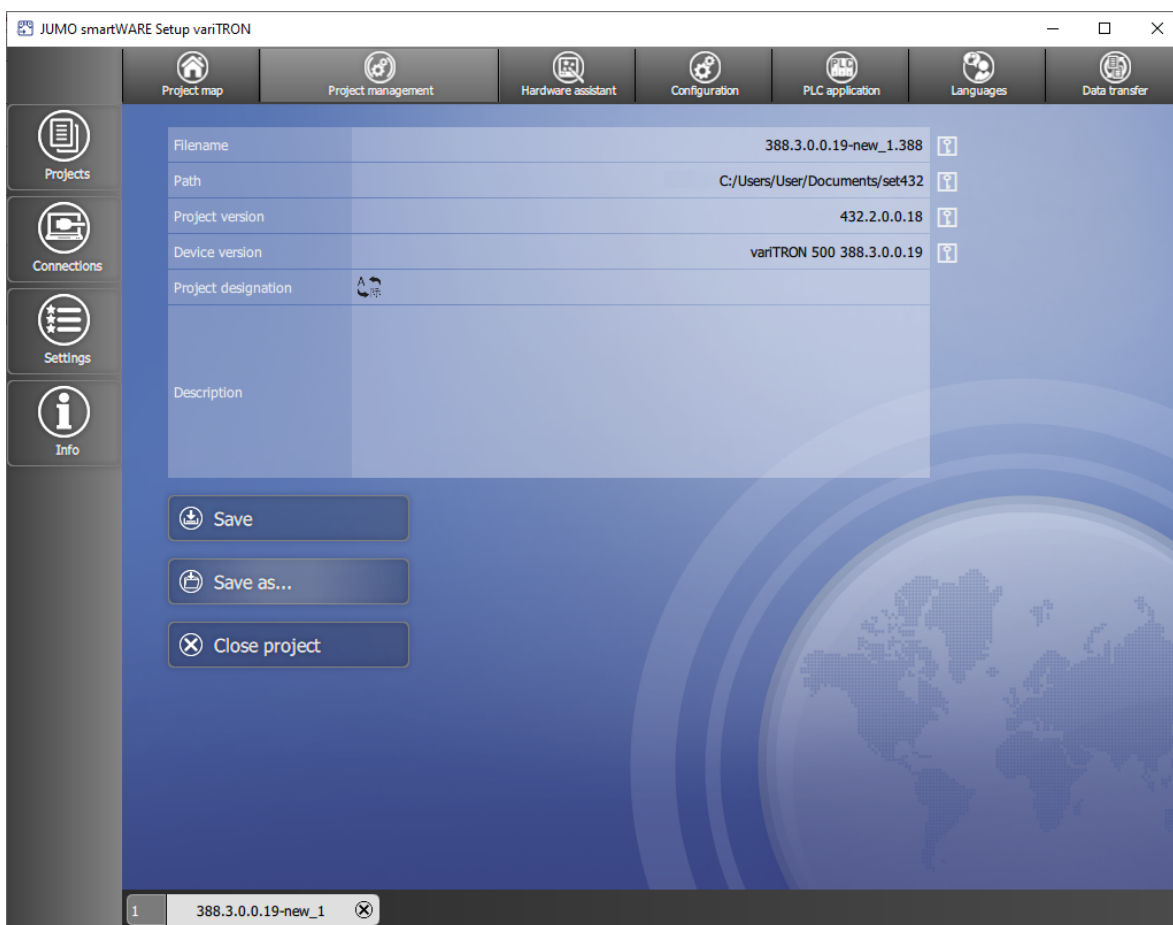 JUMO smartWARE Setup variTRON
Project map
Project management
Hardware assistant
Configuration
PLC application
Languages
Data transfer
Projects
Connections
Settings
Info
Filename 388.3.0.0.19-new_1.388
Path C:/Users/User/Documents/set432
Project version 432.2.0.0.18
Device version variTRON 500 388.3.0.0.19
Project designation
Description
Save
Save as...
Close project
1 388.3.0.0.19-new_1